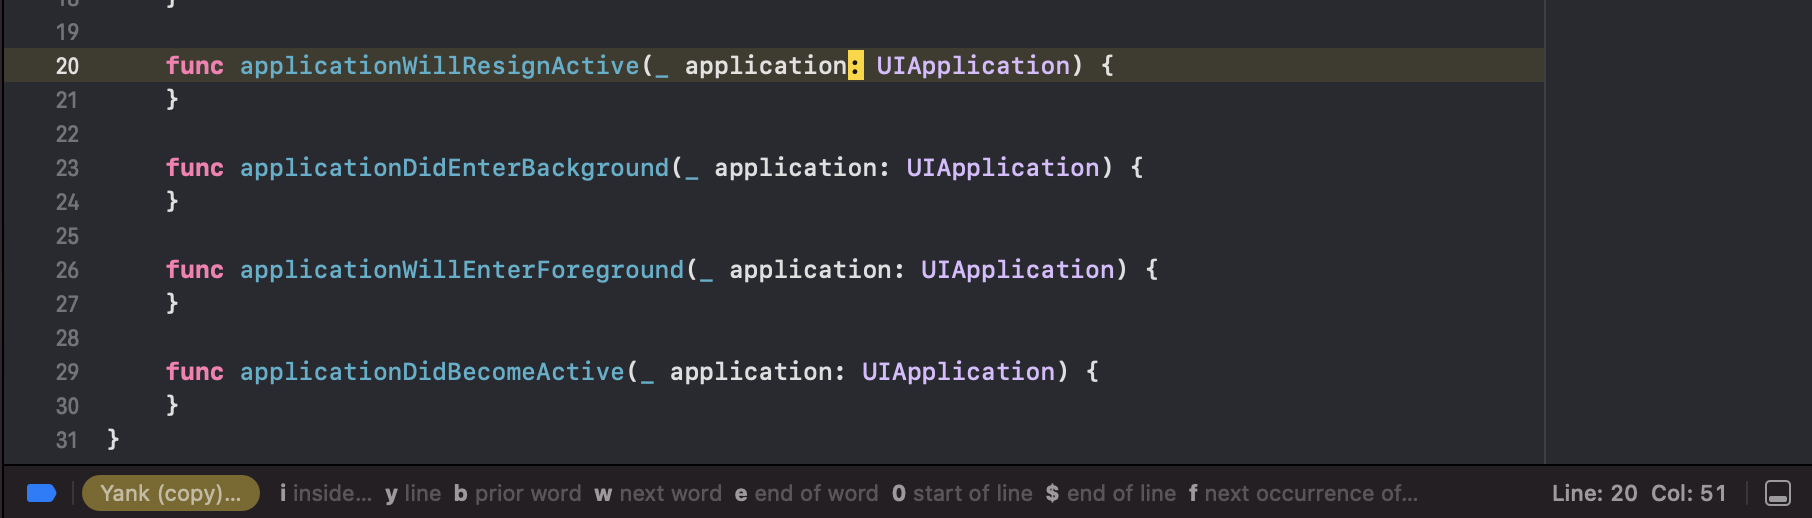 18 }
19
20 func applicationWillResignActive(_ application: UIApplication) {
21 }
22
23 func applicationDidEnterBackground(_ application: UIApplication) {
24 }
25
26 func applicationWillEnterForeground(_ application: UIApplication) {
27 }
28
29 func applicationDidBecomeActive(_ application: UIApplication) {
30 }
31 }
Yank (copy)... i inside... y line b prior word w next word e end of word 0 start of line $ end of line f next occurrence of... Line: 20 Col: 51